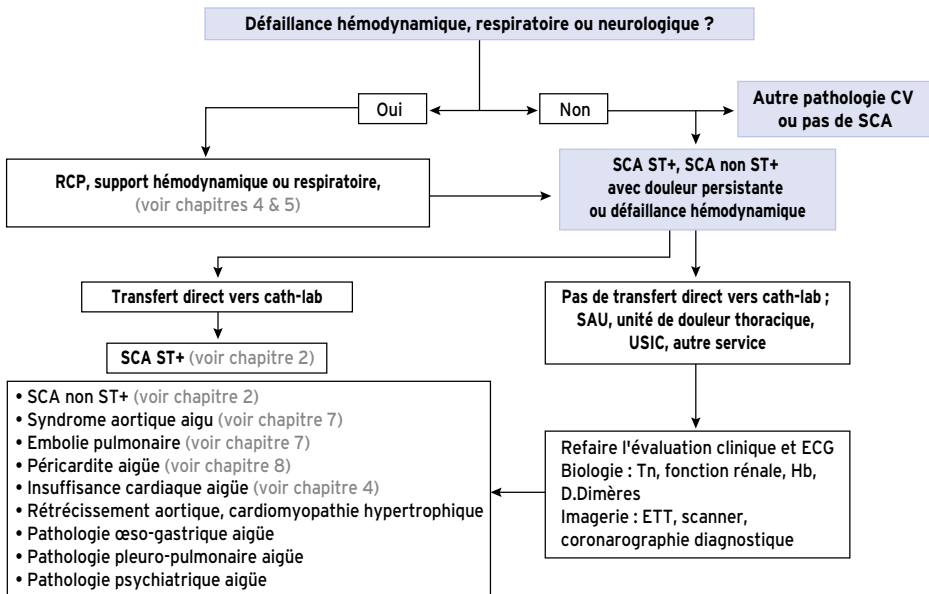 Défaillance hémodynamique, respiratoire ou neurologique ?
Oui
Non
Autre pathologie CV
ou pas de SCA
RCP, support hémodynamique ou respiratoire,
(voir chapitres 4 & 5)
SCA ST+, SCA non ST+
avec douleur persistante
ou défaillance hémodynamique
Transfert direct vers cath-lab
Pas de transfert direct vers cath-lab ;
SAU, unité de douleur thoracique,
USIC, autre service
SCA ST+ (voir chapitre 2)
• SCA non ST+ (voir chapitre 2)
• Syndrome aortique aigu (voir chapitre 7)
• Embolie pulmonaire (voir chapitre 7)
• Péricardite aigüe (voir chapitre 8)
• Insuffisance cardiaque aigüe (voir chapitre 4)
• Rétrécissement aortique, cardiomyopathie hypertrophique
• Pathologie œso-gastrique aigüe
• Pathologie pleuro-pulmonaire aigüe
• Pathologie psychiatrique aigüe
Refaire l'évaluation clinique et ECG
Biologie : Tn, fonction rénale, Hb,
D.Dimères
Imagerie : ETT, scanner,
coronarographie diagnostique